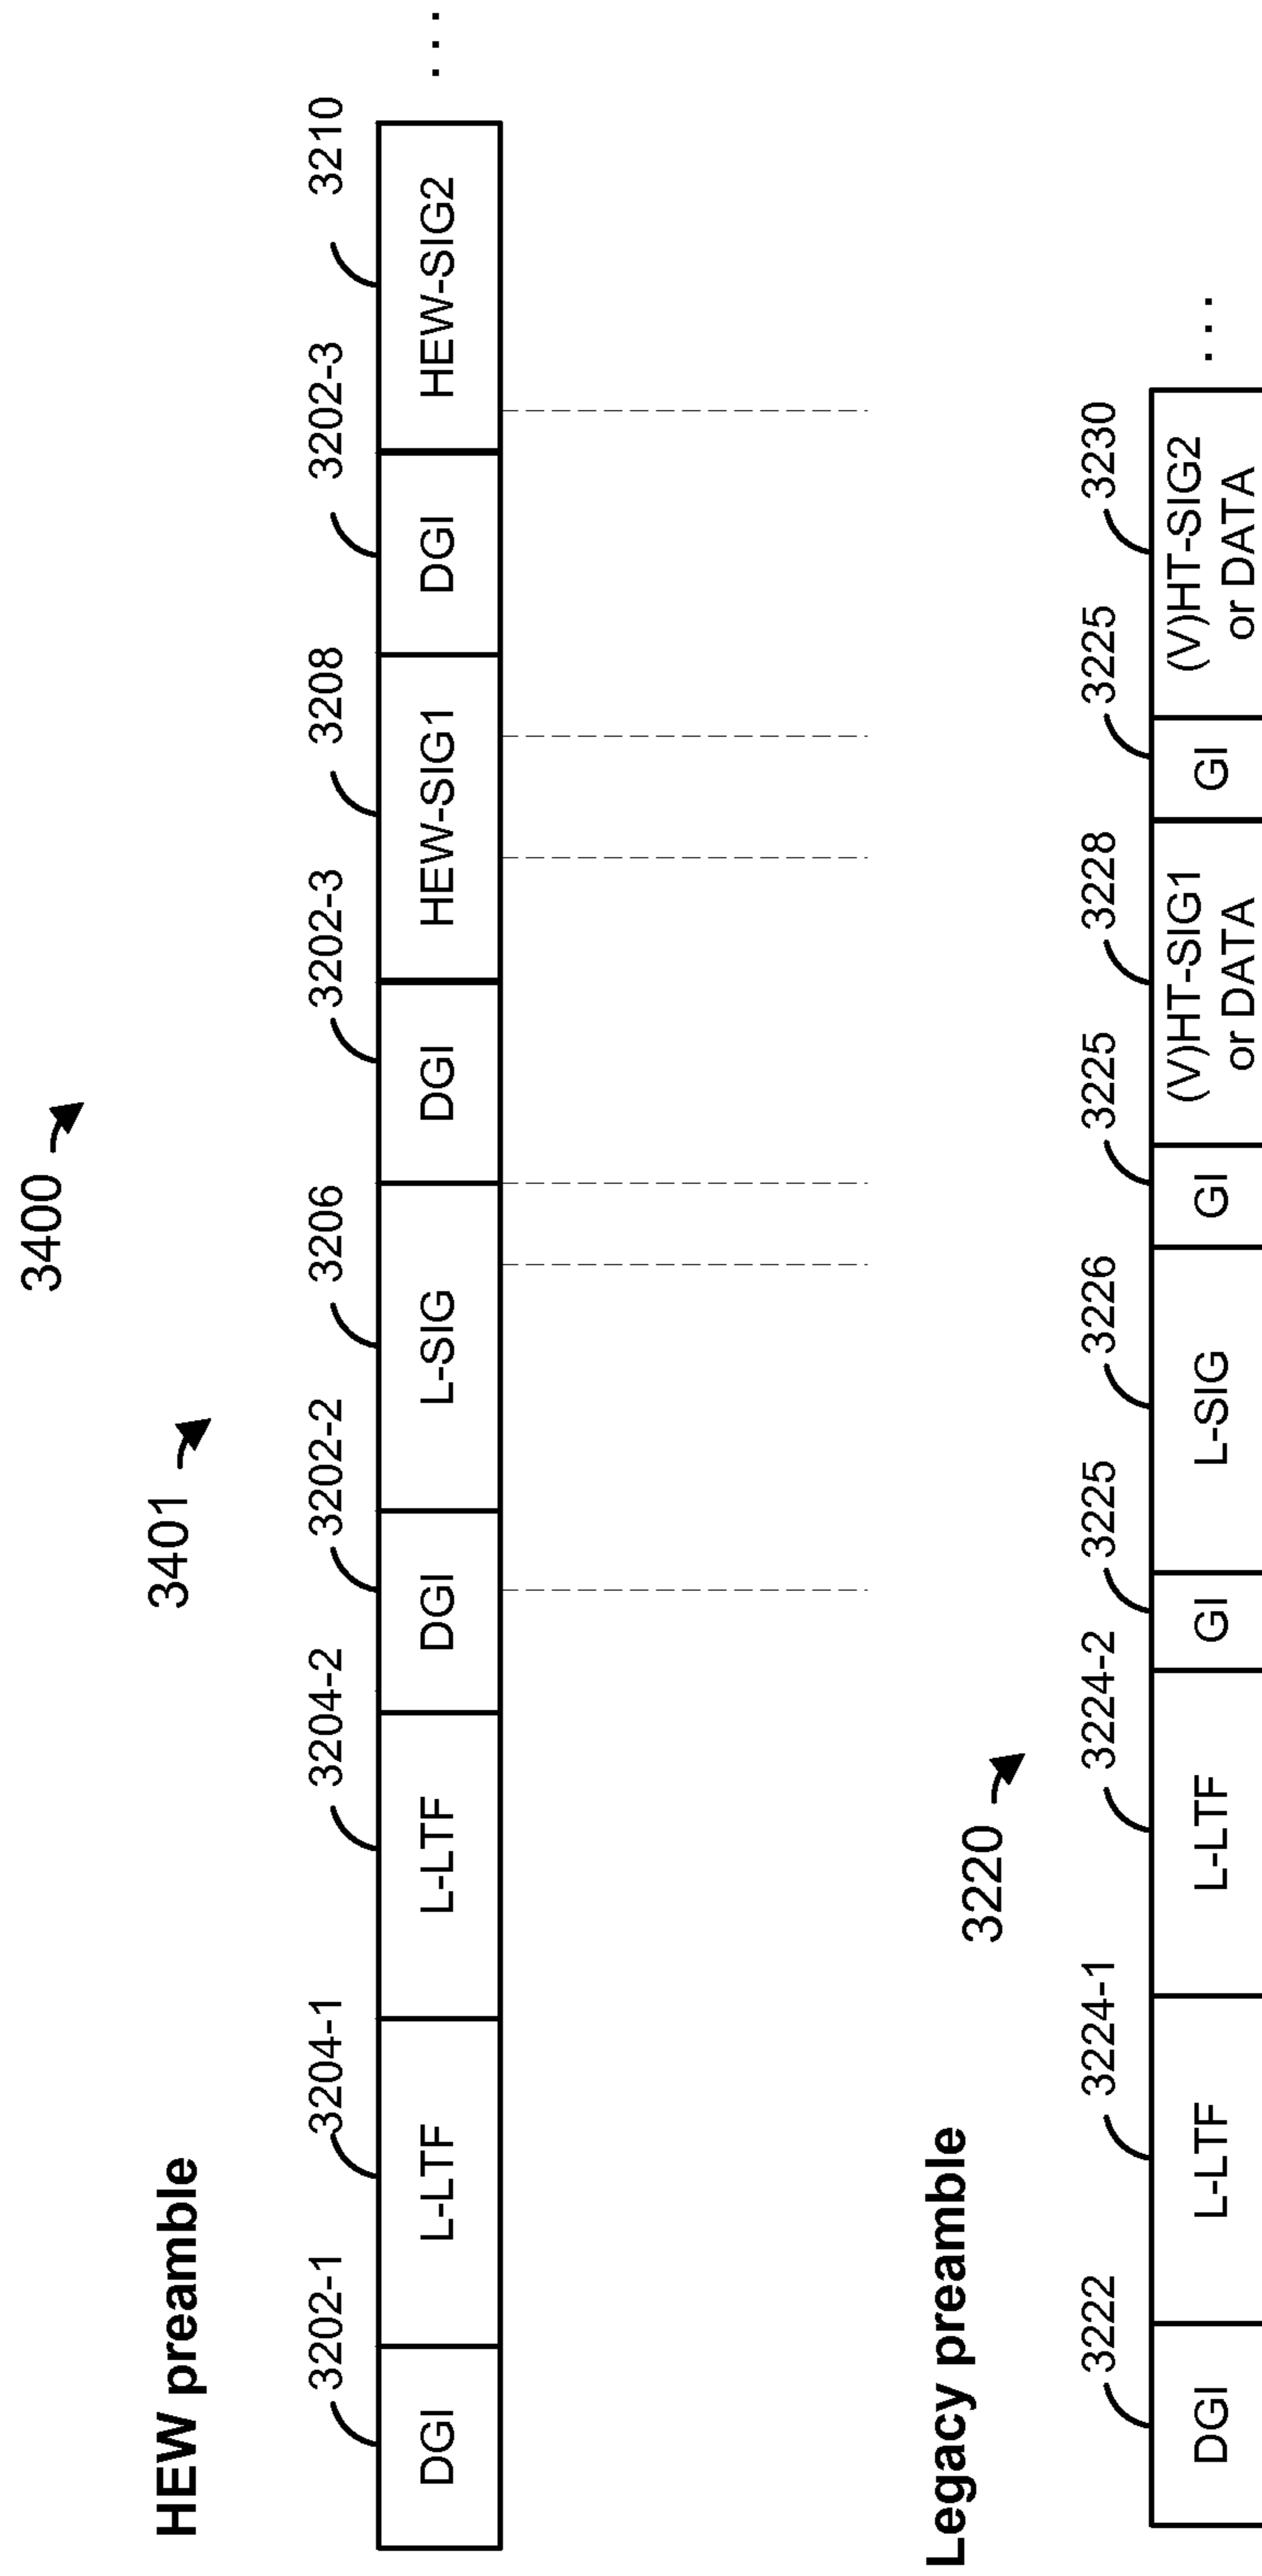 3400
3401
HEW preamble
3202-1 3204-1 3204-2 3202-2 3206 3202-3 3208 3202-3 3210
DGI L-LTF L-LTF DGI L-SIG DGI HEW-SIG1 DGI HEW-SIG2 ...
3220
Legacy preamble
3222 3224-1 3224-2 3225 3226 3225 3228 3225 3230
DGI L-LTF L-LTF GI L-SIG GI (V)HT-SIG1 GI (V)HT-SIG2 ...
or DATA or DATA